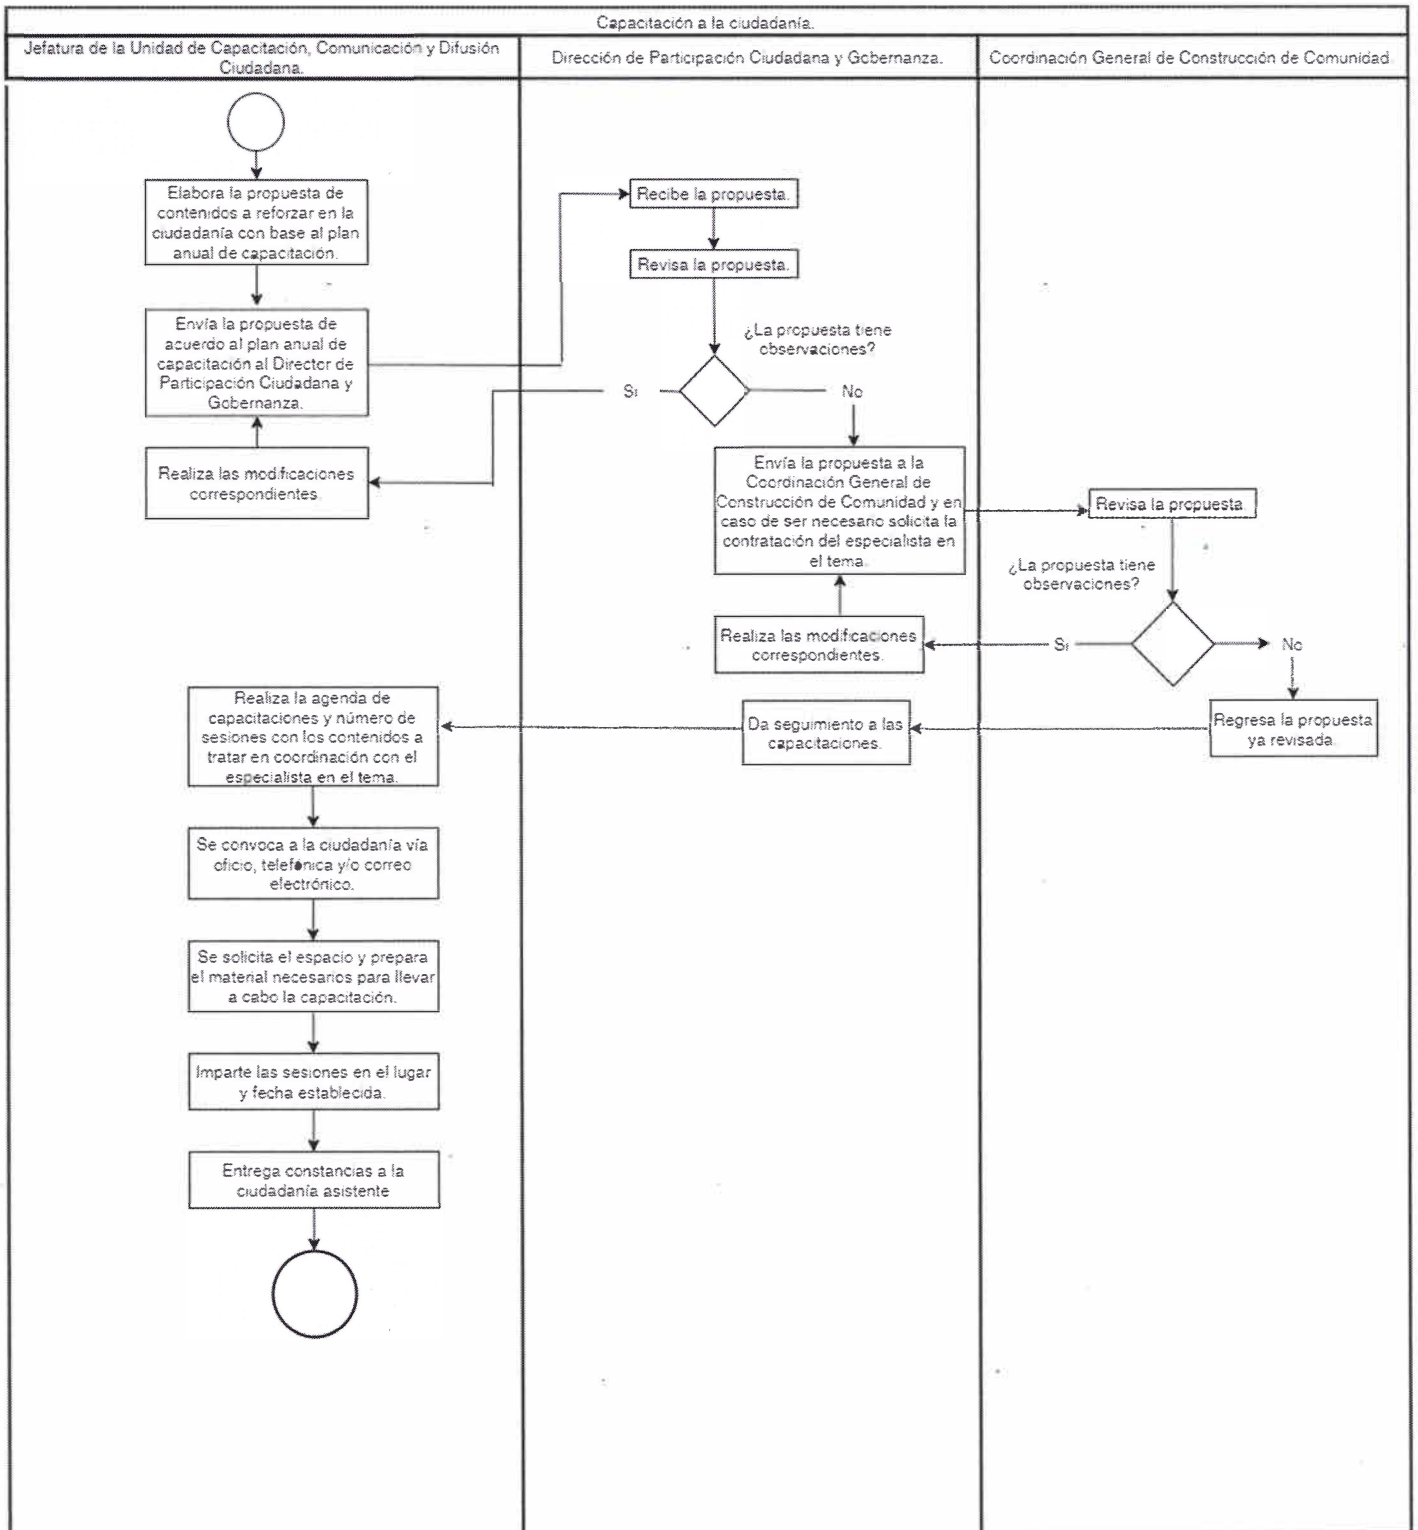 Capacitación a la ciudadanía.
Jefatura de la Unidad de Capacitación, Comunicación y Difusión
Ciudadana.
Dirección de Participación Ciudadana y Gobernanza.
Coordinación General de Construcción de Comunidad.
Elabora la propuesta de
contenidos a reforzar en la
ciudadanía con base al plan
anual de capacitación.
Envía la propuesta de
acuerdo al plan anual de
capacitación al Director de
Participación Ciudadana y
Gobernanza.
Realiza las modificaciones
correspondientes.
Recibe la propuesta.
Revisa la propuesta.
¿La propuesta tiene
observaciones?
Si
No
Envía la propuesta a la
Coordinación General de
Construcción de Comunidad y en
caso de ser necesario solicita la
contratación del especialista en
el tema.
Revisa la propuesta.
¿La propuesta tiene
observaciones?
Si
No
Realiza las modificaciones
correspondientes.
Regresa la propuesta
ya revisada.
Da seguimiento a las
capacitaciones.
Realiza la agenda de
capacitaciones y número de
sesiones con los contenidos a
tratar en coordinación con el
especialista en el tema.
Se convoca a la ciudadanía vía
oficio, telefónica y/o correo
electrónico.
Se solicita el espacio y prepara
el material necesarios para llevar
a cabo la capacitación.
Imparte las sesiones en el lugar
y fecha establecida.
Entrega constancias a la
ciudadanía asistente